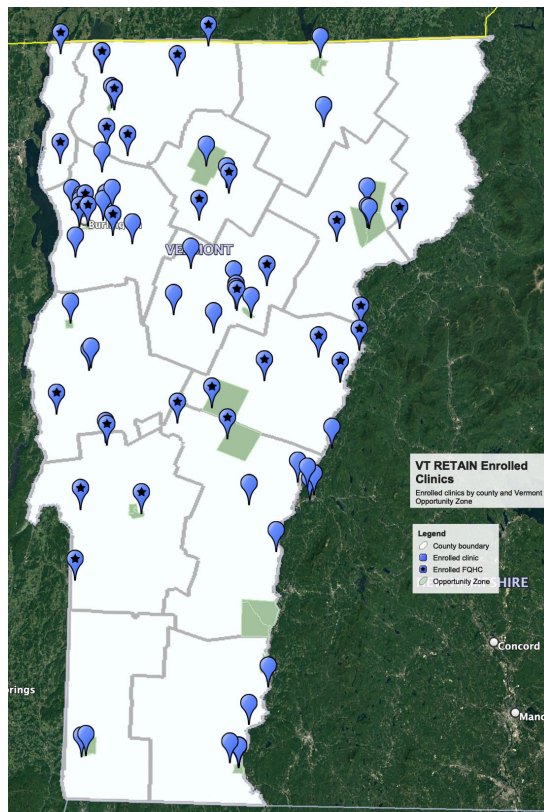 VERMONT
VT RETAIN Enrolled
Clinics
Enrolled clinics by county and Vermont
Opportunity Zone
Legend
County boundary
Enrolled clinic
Enrolled FQHC
Opportunity Zone
SHIRE
Concord
rings
Manc